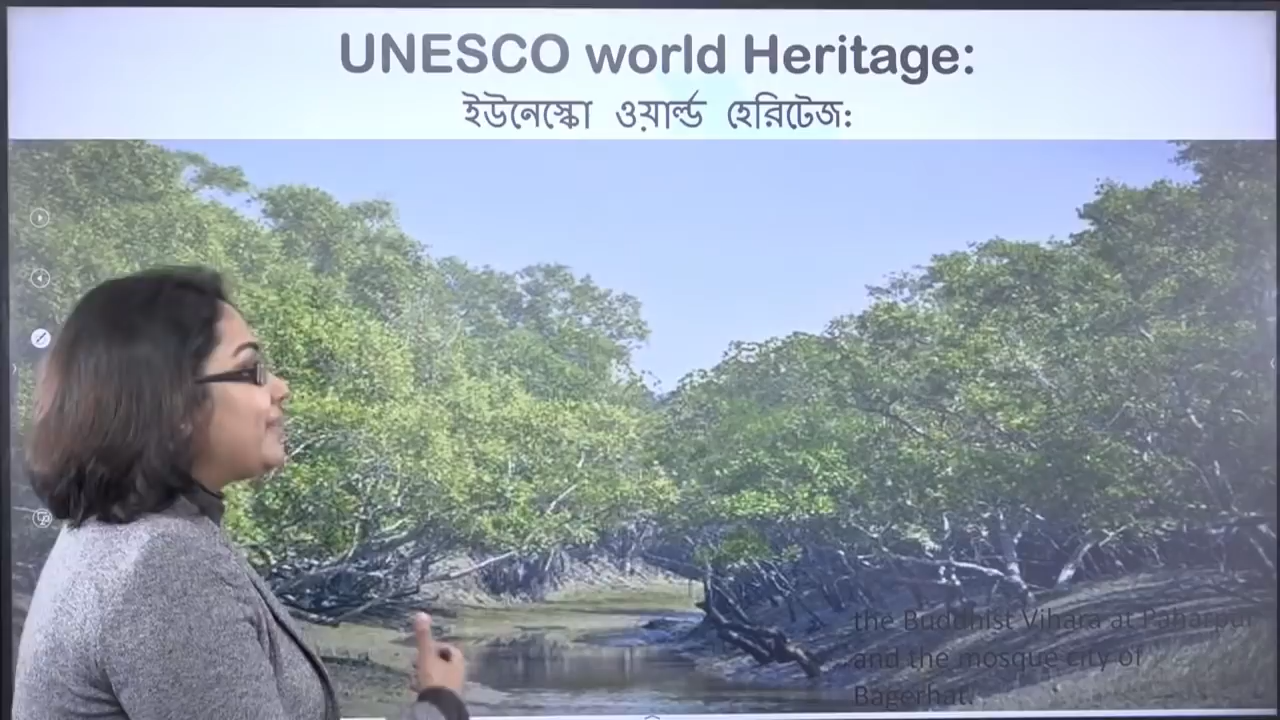 UNESCO world Heritage:
ইউনেস্কো ওয়ার্ল্ড হেরিটেজ:
the Buddhist Vihara at Paharpur
and the mosque city of
Bagerhat.